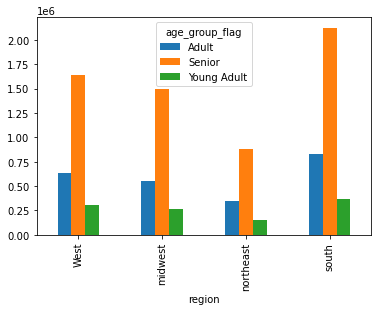 1e6
2.00
1.75
1.50
1.25
1.00
0.75
0.50
0.25
0.00
age_group_flag
Adult
Senior
Young Adult
West
midwest
northeast
south
region